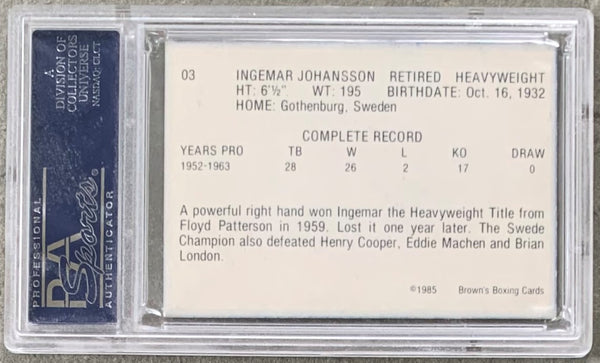 A
DIVISION OF
COLLECTORS
UNIVERSE
NASDAQ: CLCT
PROFESSIONAL
PSA
Sports
AUTHENTICATOR
03 INGEMAR JOHANSSON RETIRED HEAVYWEIGHT
HT: 6'½" WT: 195 BIRTHDATE: Oct. 16, 1932
HOME: Gothenburg, Sweden
COMPLETE RECORD
YEARS PRO TB W L KO DRAW
1952-1963 28 26 2 17 0
A powerful right hand won Ingemar the Heavyweight Title from
Floyd Patterson in 1959. Lost it one year later. The Swede
Champion also defeated Henry Cooper, Eddie Machen and Brian
London.
©1985 Brown's Boxing Cards